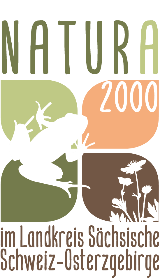 NATURA
2000
im Landkreis Sächsische
Schweiz-Osterzgebirge